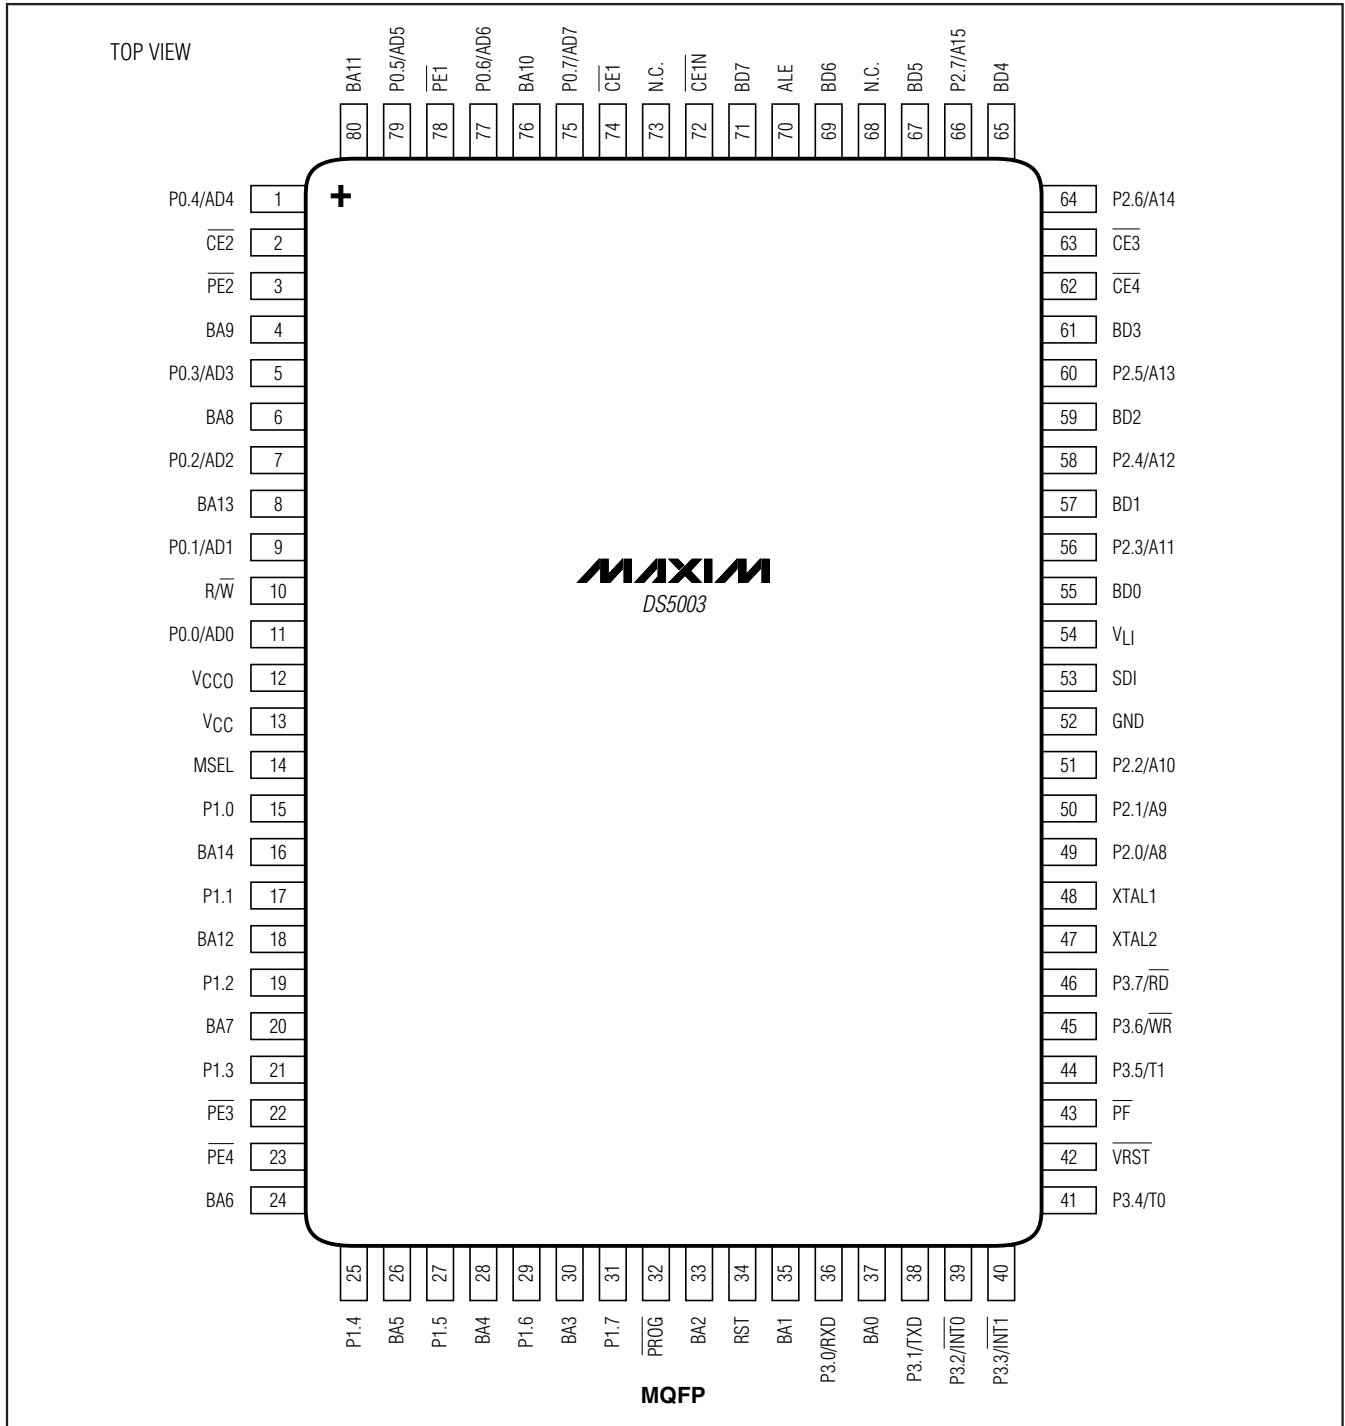 TOP VIEW
BA11
P0.5/AD5
PE1
P0.6/AD6
BA10
P0.7/AD7
CE1
N.C.
CE1N
BD7
ALE
BD6
N.C.
BD5
P2.7/A15
BD4
80
79
78
77
76
75
74
73
72
71
70
69
68
67
66
65
P0.4/AD4 1
CE2 2
PE2 3
BA9 4
P0.3/AD3 5
BA8 6
P0.2/AD2 7
BA13 8
P0.1/AD1 9
R/W 10
P0.0/AD0 11
VCCO 12
VCC 13
MSEL 14
P1.0 15
BA14 16
P1.1 17
BA12 18
P1.2 19
BA7 20
P1.3 21
PE3 22
PE4 23
BA6 24
+
MAXIM
DS5003
64 P2.6/A14
63 CE3
62 CE4
61 BD3
60 P2.5/A13
59 BD2
58 P2.4/A12
57 BD1
56 P2.3/A11
55 BD0
54 VLI
53 SDI
52 GND
51 P2.2/A10
50 P2.1/A9
49 P2.0/A8
48 XTAL1
47 XTAL2
46 P3.7/RD
45 P3.6/WR
44 P3.5/T1
43 PF
42 VRST
41 P3.4/T0
25
26
27
28
29
30
31
32
33
34
35
36
37
38
39
40
P1.4
BA5
P1.5
BA4
P1.6
BA3
P1.7
PROG
BA2
RST
BA1
P3.0/RXD
BA0
P3.1/TXD
P3.2/INT0
P3.3/INT1
MQFP